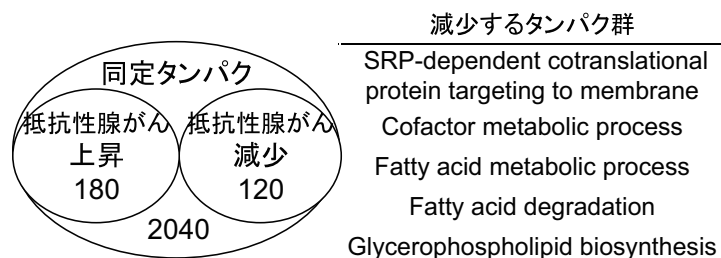 同定タンパク
抵抗性腺がん
上昇
180
抵抗性腺がん
減少
120
2040
減少するタンパク群
SRP-dependent cotranslational
protein targeting to membrane
Cofactor metabolic process
Fatty acid metabolic process
Fatty acid degradation
Glycerophospholipid biosynthesis